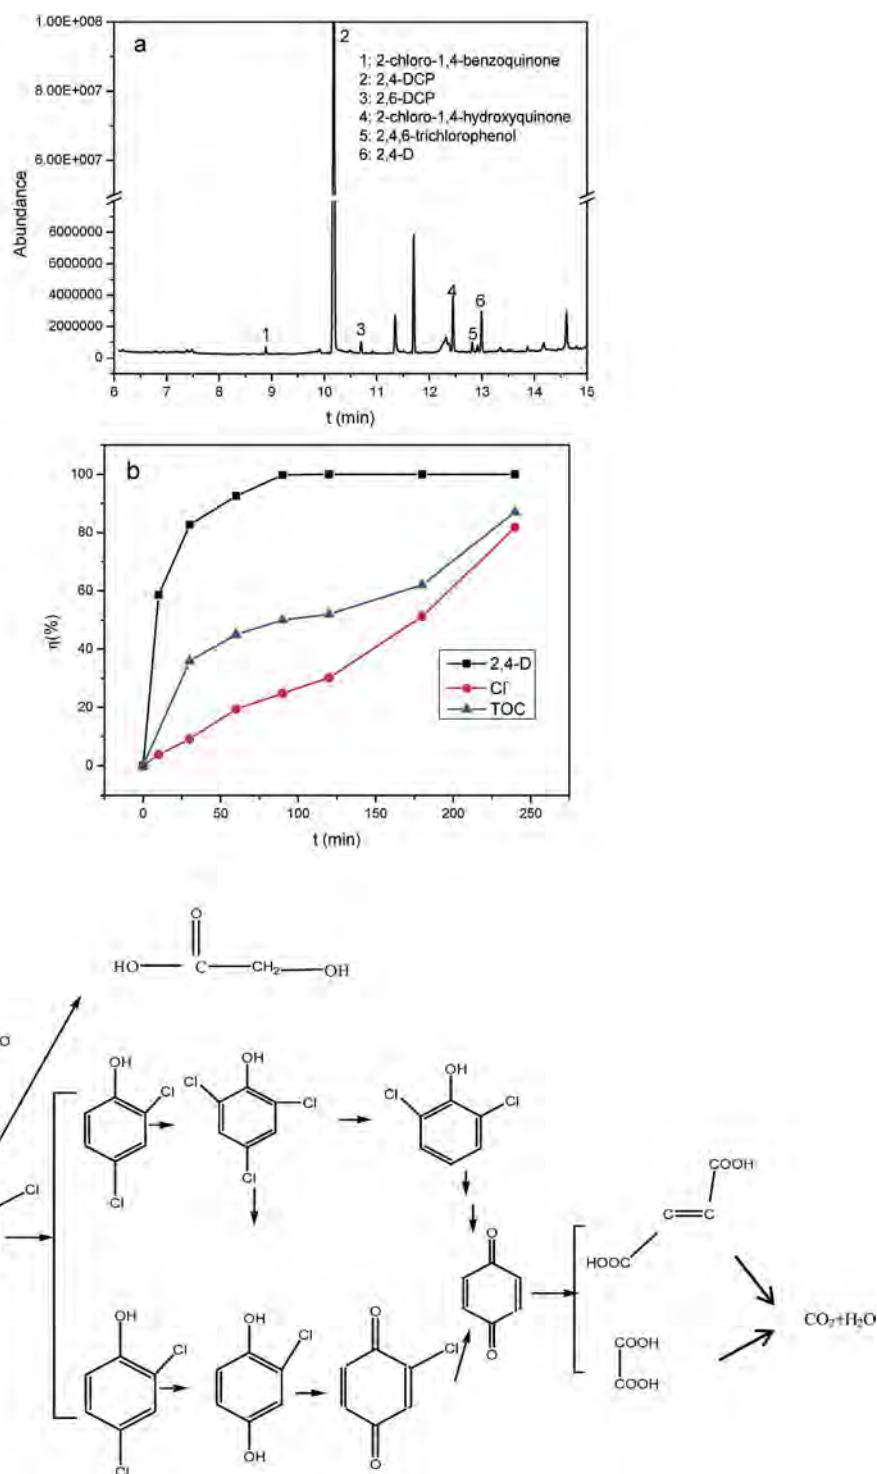 a
1.00E+008
8.00E+007
6.00E+007
6000000
4000000
2000000
0
Abundance
1: 2-chloro-1,4-benzoquinone
2: 2,4-DCP
3: 2,6-DCP
4: 2-chloro-1,4-hydroxyquinone
5: 2,4,6-trichlorophenol
6: 2,4-D
1
2
3
4
5
6
6 7 8 9 10 11 12 13 14 15
t (min)
b
100
80
60
40
20
0
η(%)
2,4-D
Cl⁻
TOC
0 50 100 150 200 250
t (min)
O
HO C CH₂ OH
OH
Cl
Cl
OH
Cl
Cl
Cl
OH
Cl
Cl
Cl
O
O
COOH
C C
HOOC
COOH
COOH
CO₂+H₂O
OH
Cl
Cl
OH
Cl
OH
O
Cl
O